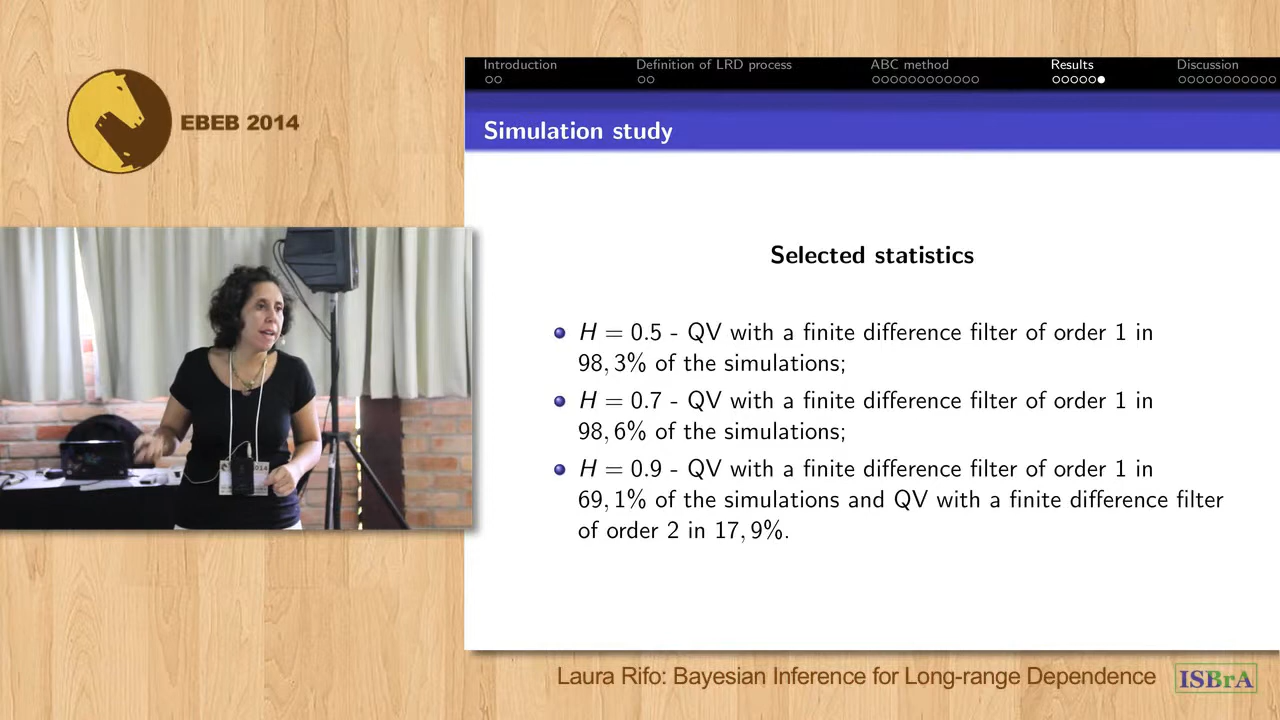 EBEB 2014
Introduction
Definition of LRD process
ABC method
Results
Discussion
Simulation study
Selected statistics
H = 0.5 - QV with a finite difference filter of order 1 in
98, 3% of the simulations;
H = 0.7 - QV with a finite difference filter of order 1 in
98, 6% of the simulations;
H = 0.9 - QV with a finite difference filter of order 1 in
69, 1% of the simulations and QV with a finite difference filter
of order 2 in 17, 9%.
Laura Rifo: Bayesian Inference for Long-range Dependence
ISBrA